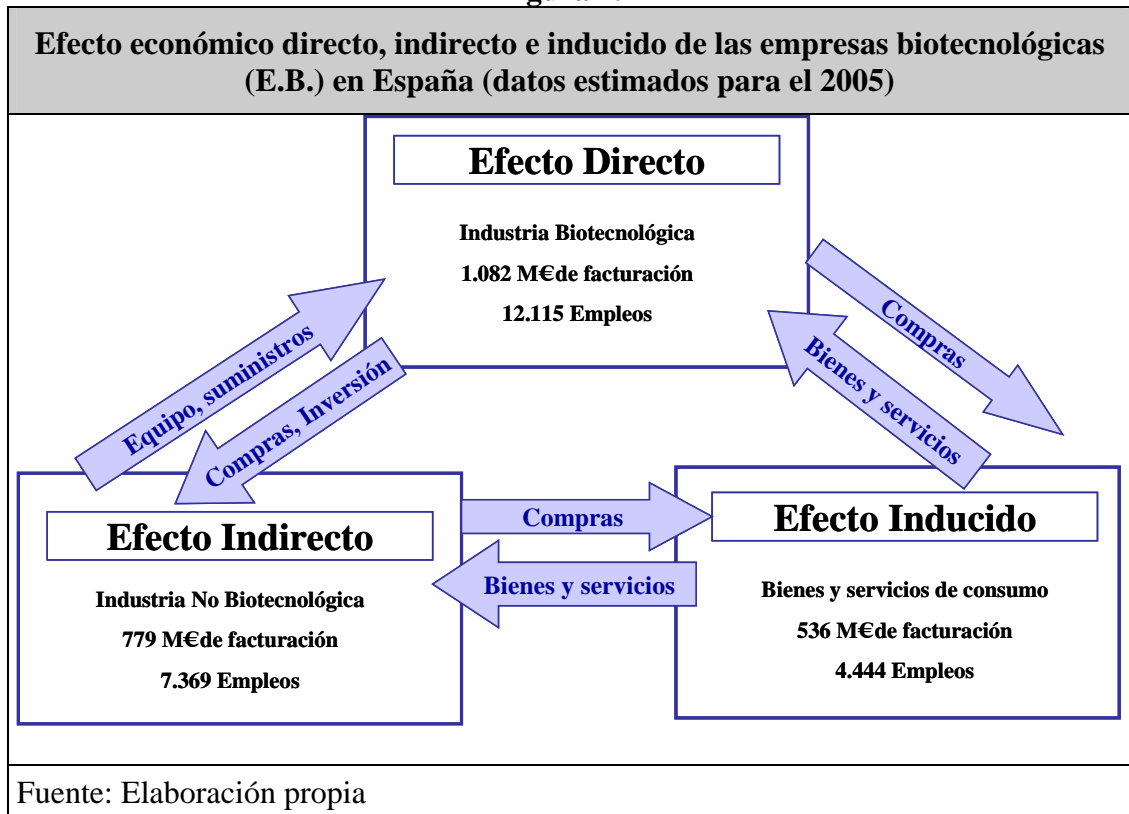 Efecto económico directo, indirecto e inducido de las empresas biotecnológicas
(E.B.) en España (datos estimados para el 2005)
Efecto Directo
Industria Biotecnológica
1.082 M€de facturación
12.115 Empleos
Equipo, suministros
Compras, Inversión
Compras
Bienes y servicios
Efecto Indirecto
Industria No Biotecnológica
779 M€de facturación
7.369 Empleos
Compras
Bienes y servicios
Efecto Inducido
Bienes y servicios de consumo
536 M€de facturación
4.444 Empleos
Fuente: Elaboración propia